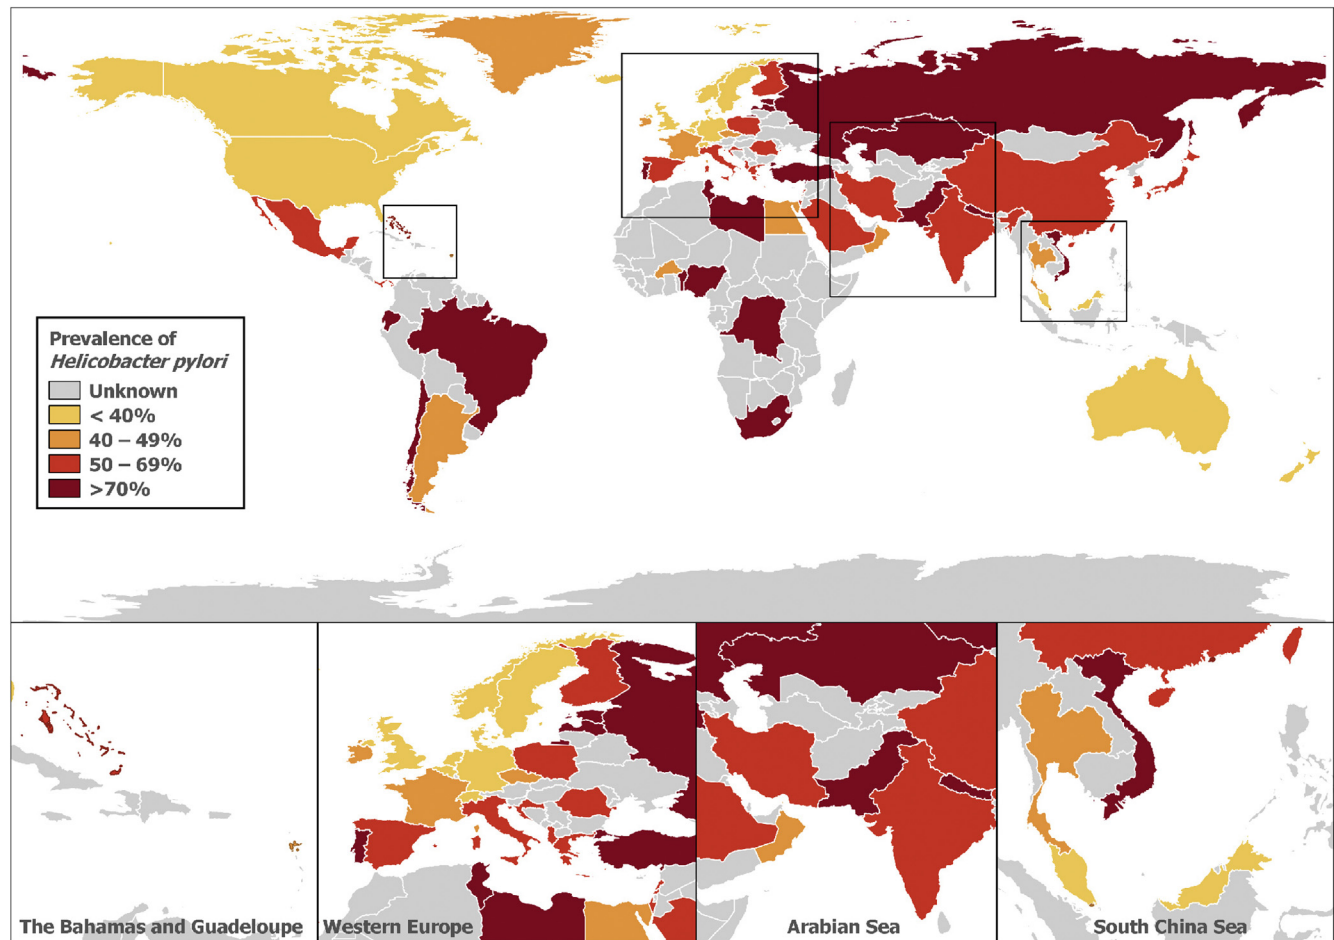 Prevalence of
Helicobacter pylori
Unknown
< 40%
40 – 49%
50 – 69%
>70%
The Bahamas and Guadeloupe
Western Europe
Arabian Sea
South China Sea